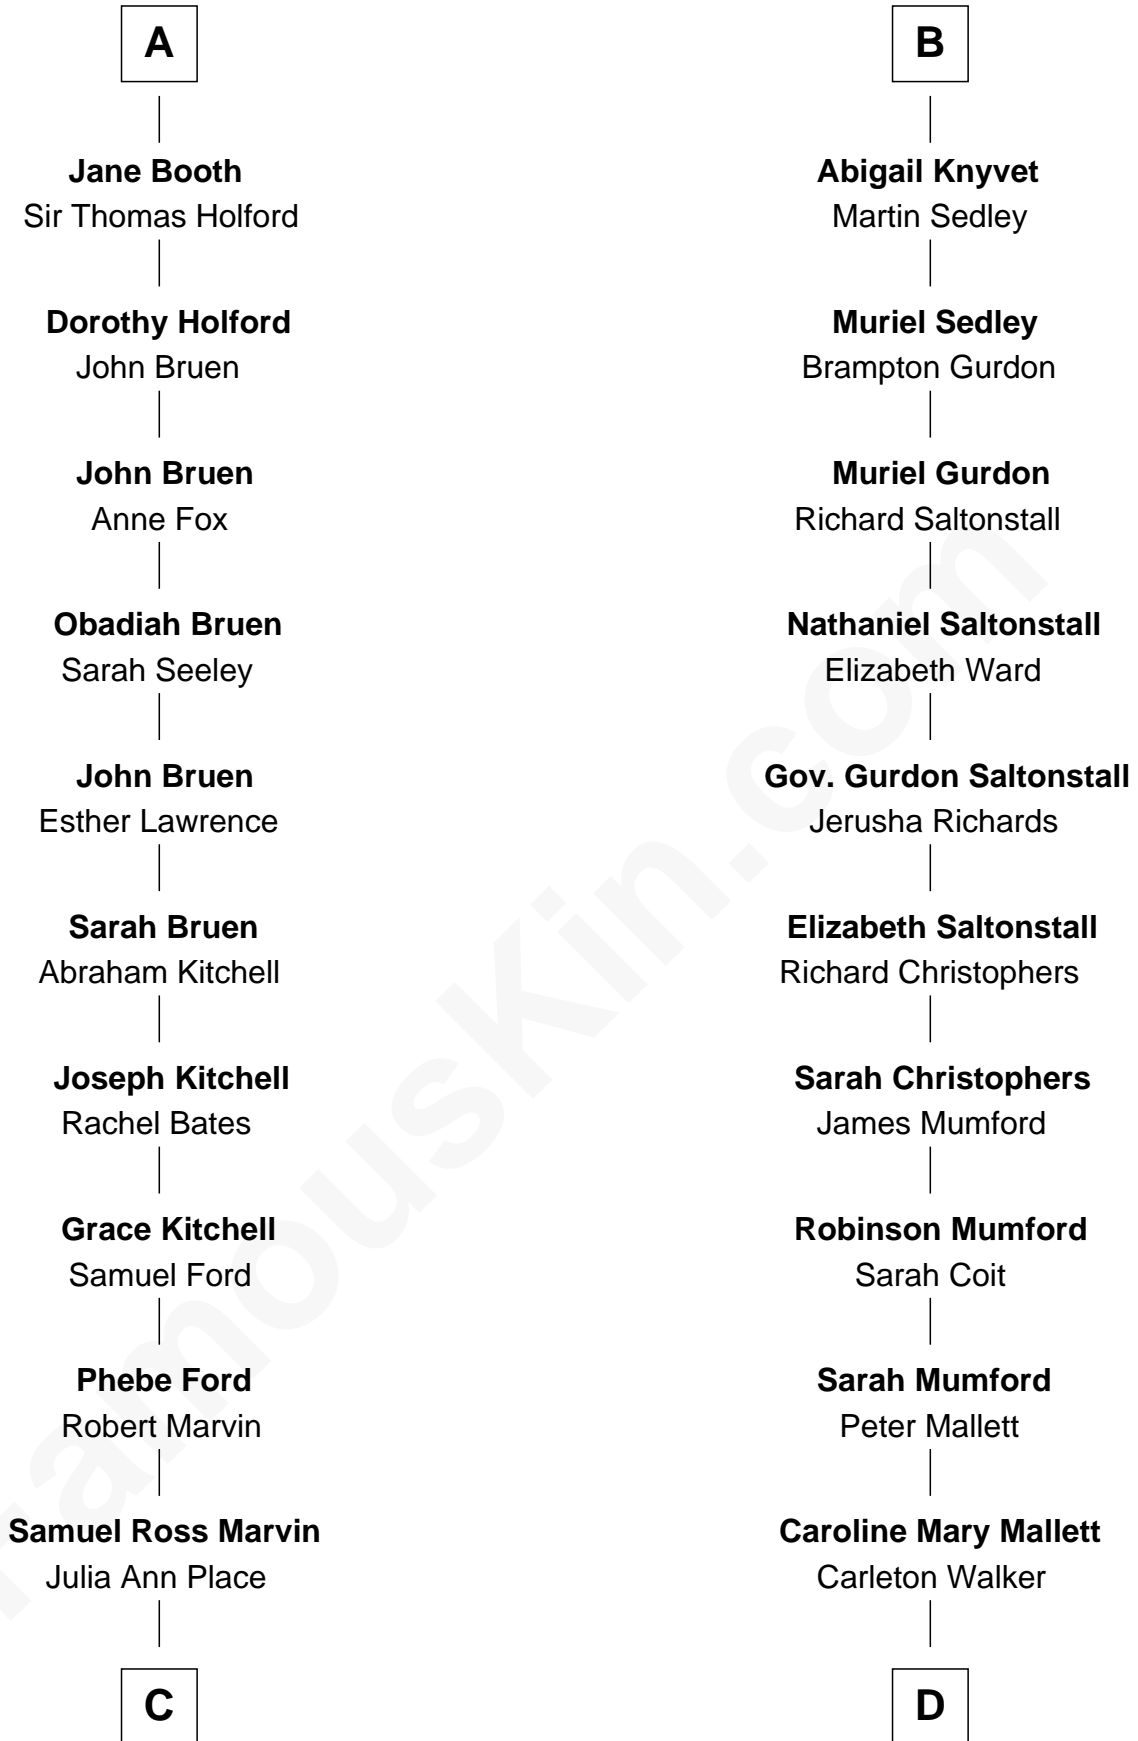 A
Jane Booth
Sir Thomas Holford
Dorothy Holford
John Bruen
John Bruen
Anne Fox
Obadiah Bruen
Sarah Seeley
John Bruen
Esther Lawrence
Sarah Bruen
Abraham Kitchell
Joseph Kitchell
Rachel Bates
Grace Kitchell
Samuel Ford
Phebe Ford
Robert Marvin
Samuel Ross Marvin
Julia Ann Place
C
B
Abigail Knyvet
Martin Sedley
Muriel Sedley
Brampton Gurdon
Muriel Gurdon
Richard Saltonstall
Nathaniel Saltonstall
Elizabeth Ward
Gov. Gurdon Saltonstall
Jerusha Richards
Elizabeth Saltonstall
Richard Christophers
Sarah Christophers
James Mumford
Robinson Mumford
Sarah Coit
Sarah Mumford
Peter Mallett
Caroline Mary Mallett
Carleton Walker
D
FamousKin.com